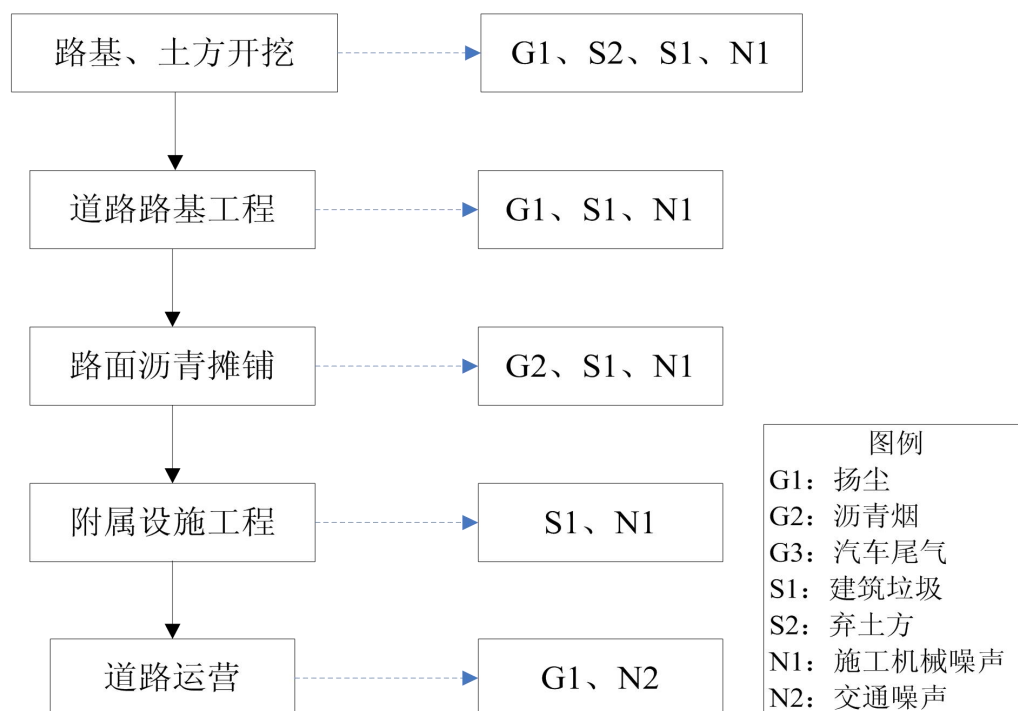 路基、土方开挖
G1、S2、S1、N1
道路路基工程
G1、S1、N1
路面沥青摊铺
G2、S1、N1
附属设施工程
S1、N1
道路运营
G1、N2
图例
G1：扬尘
G2：沥青烟
G3：汽车尾气
S1：建筑垃圾
S2：弃土方
N1：施工机械噪声
N2：交通噪声